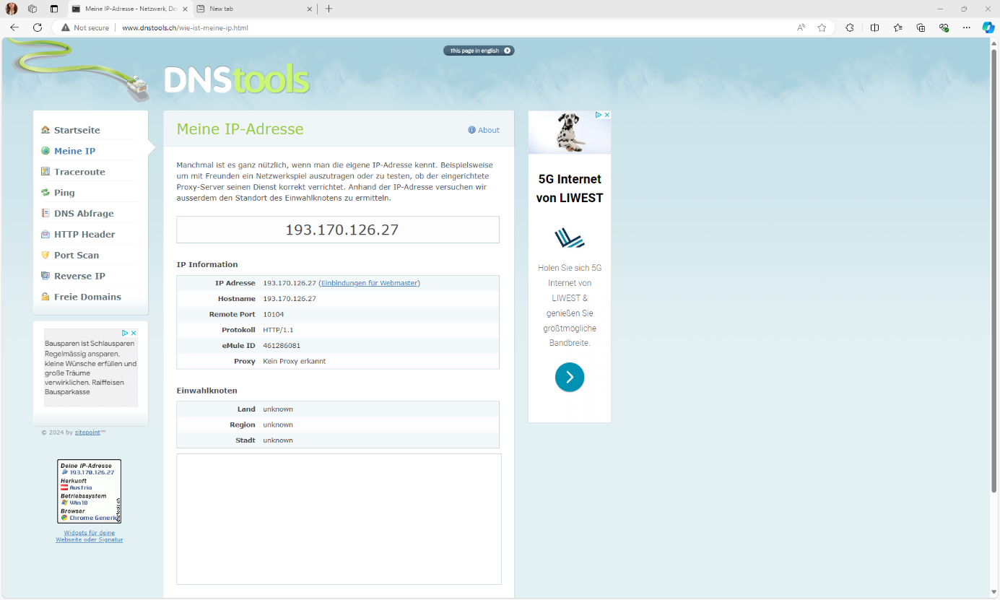 Meine IP-Adresse - Netzwerk, Do
New tab
Not secure
www.dnstools.ch/wie-ist-meine-ip.html
This page in english
DNStools
Startseite
Meine IP
Traceroute
Ping
DNS Abfrage
HTTP Header
Port Scan
Reverse IP
Freie Domains
Bausparen ist Schlausparen
Regelmässig ansparen,
kleine Wünsche erfüllen und
große Träume
verwirklichen. Raiffeisen
Bausparkasse
© 2024 by sitepoint™
Deine IP-Adresse
193.170.126.27
Herkunft
Austria
Betriebssystem
Win10
Browser
Chrome Generic
dnstools.ch
Widgets für deine
Webseite oder Signatur
Meine IP-Adresse
About
Manchmal ist es ganz nützlich, wenn man die eigene IP-Adresse kennt. Beispielsweise
um mit Freunden ein Netzwerkspiel auszutragen oder zu testen, ob der eingerichtete
Proxy-Server seinen Dienst korrekt verrichtet. Anhand der IP-Adresse versuchen wir
ausserdem den Standort des Einwahlknotens zu ermitteln.
193.170.126.27
IP Information
IP Adresse 193.170.126.27 (Einbindungen für Webmaster)
Hostname 193.170.126.27
Remote Port 10104
Protokoll HTTP/1.1
eMule ID 461286081
Proxy Kein Proxy erkannt
Einwahlknoten
Land unknown
Region unknown
Stadt unknown
5G Internet
von LIWEST
Holen Sie sich 5G
Internet von
LIWEST &
genießen Sie
größtmögliche
Bandbreite.